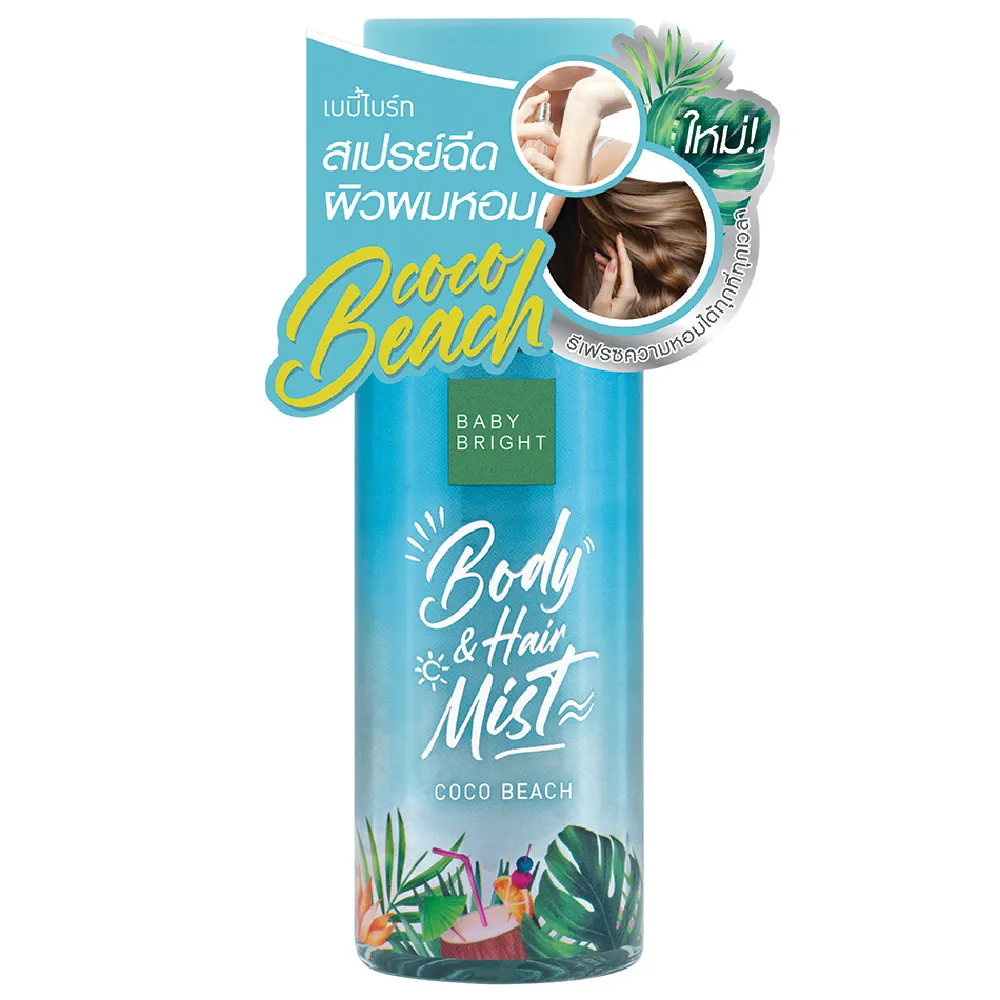 เบบี้ไบร์ท
สเปรย์ฉีด
ผิวผมหอม
coco
Beach
ใหม่!
รีเฟรซความหอมได้ทุกที่ทุกเวลา
BABY
BRIGHT
Body
& Hair
Mist
COCO BEACH